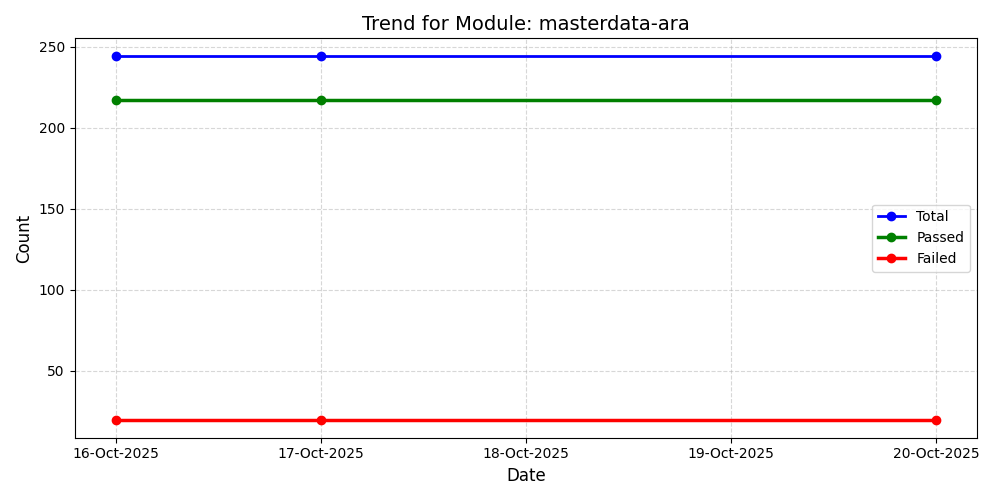 Trend for Module: masterdata-ara
250
200
150
100
50
Count
Total
Passed
Failed
16-Oct-2025 17-Oct-2025 18-Oct-2025 19-Oct-2025 20-Oct-2025
Date